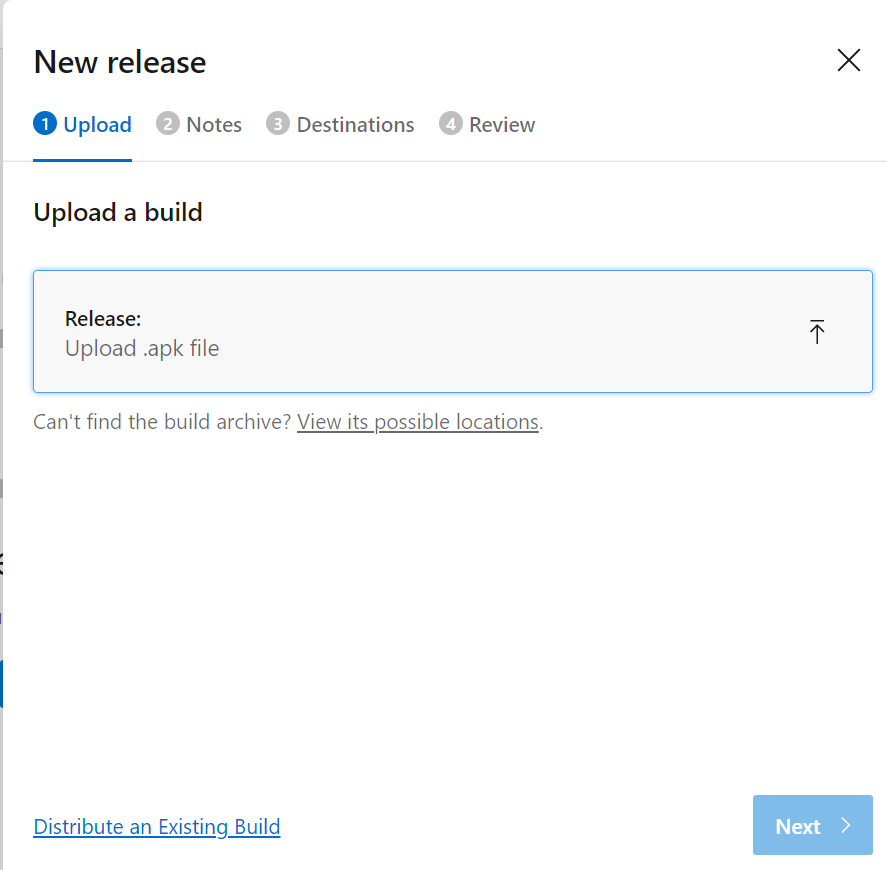 New release
1 Upload 2 Notes 3 Destinations 4 Review
Upload a build
Release:
Upload .apk file
Can't find the build archive? View its possible locations.
Distribute an Existing Build
Next